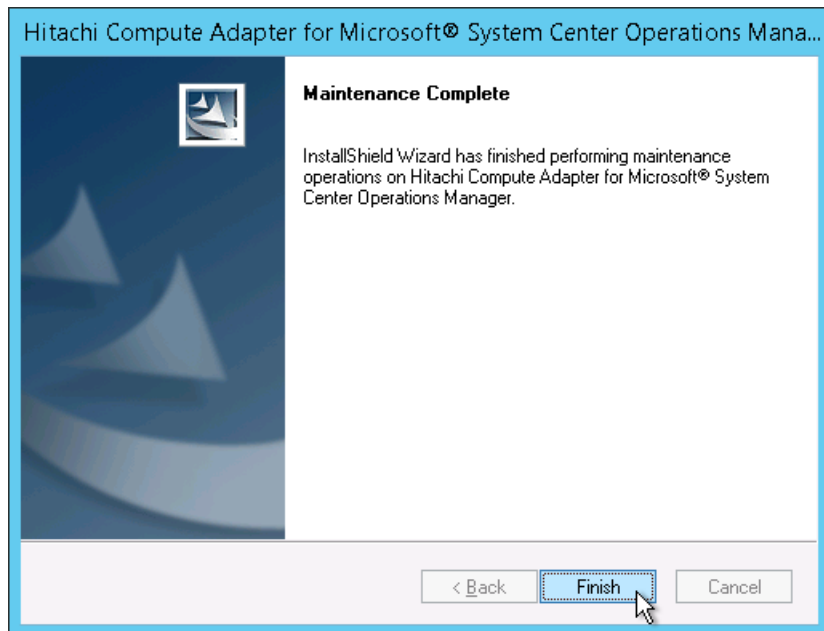 Hitachi Compute Adapter for Microsoft® System Center Operations Mana...
Maintenance Complete
InstallShield Wizard has finished performing maintenance
operations on Hitachi Compute Adapter for Microsoft® System
Center Operations Manager.
< Back
Finish
Cancel